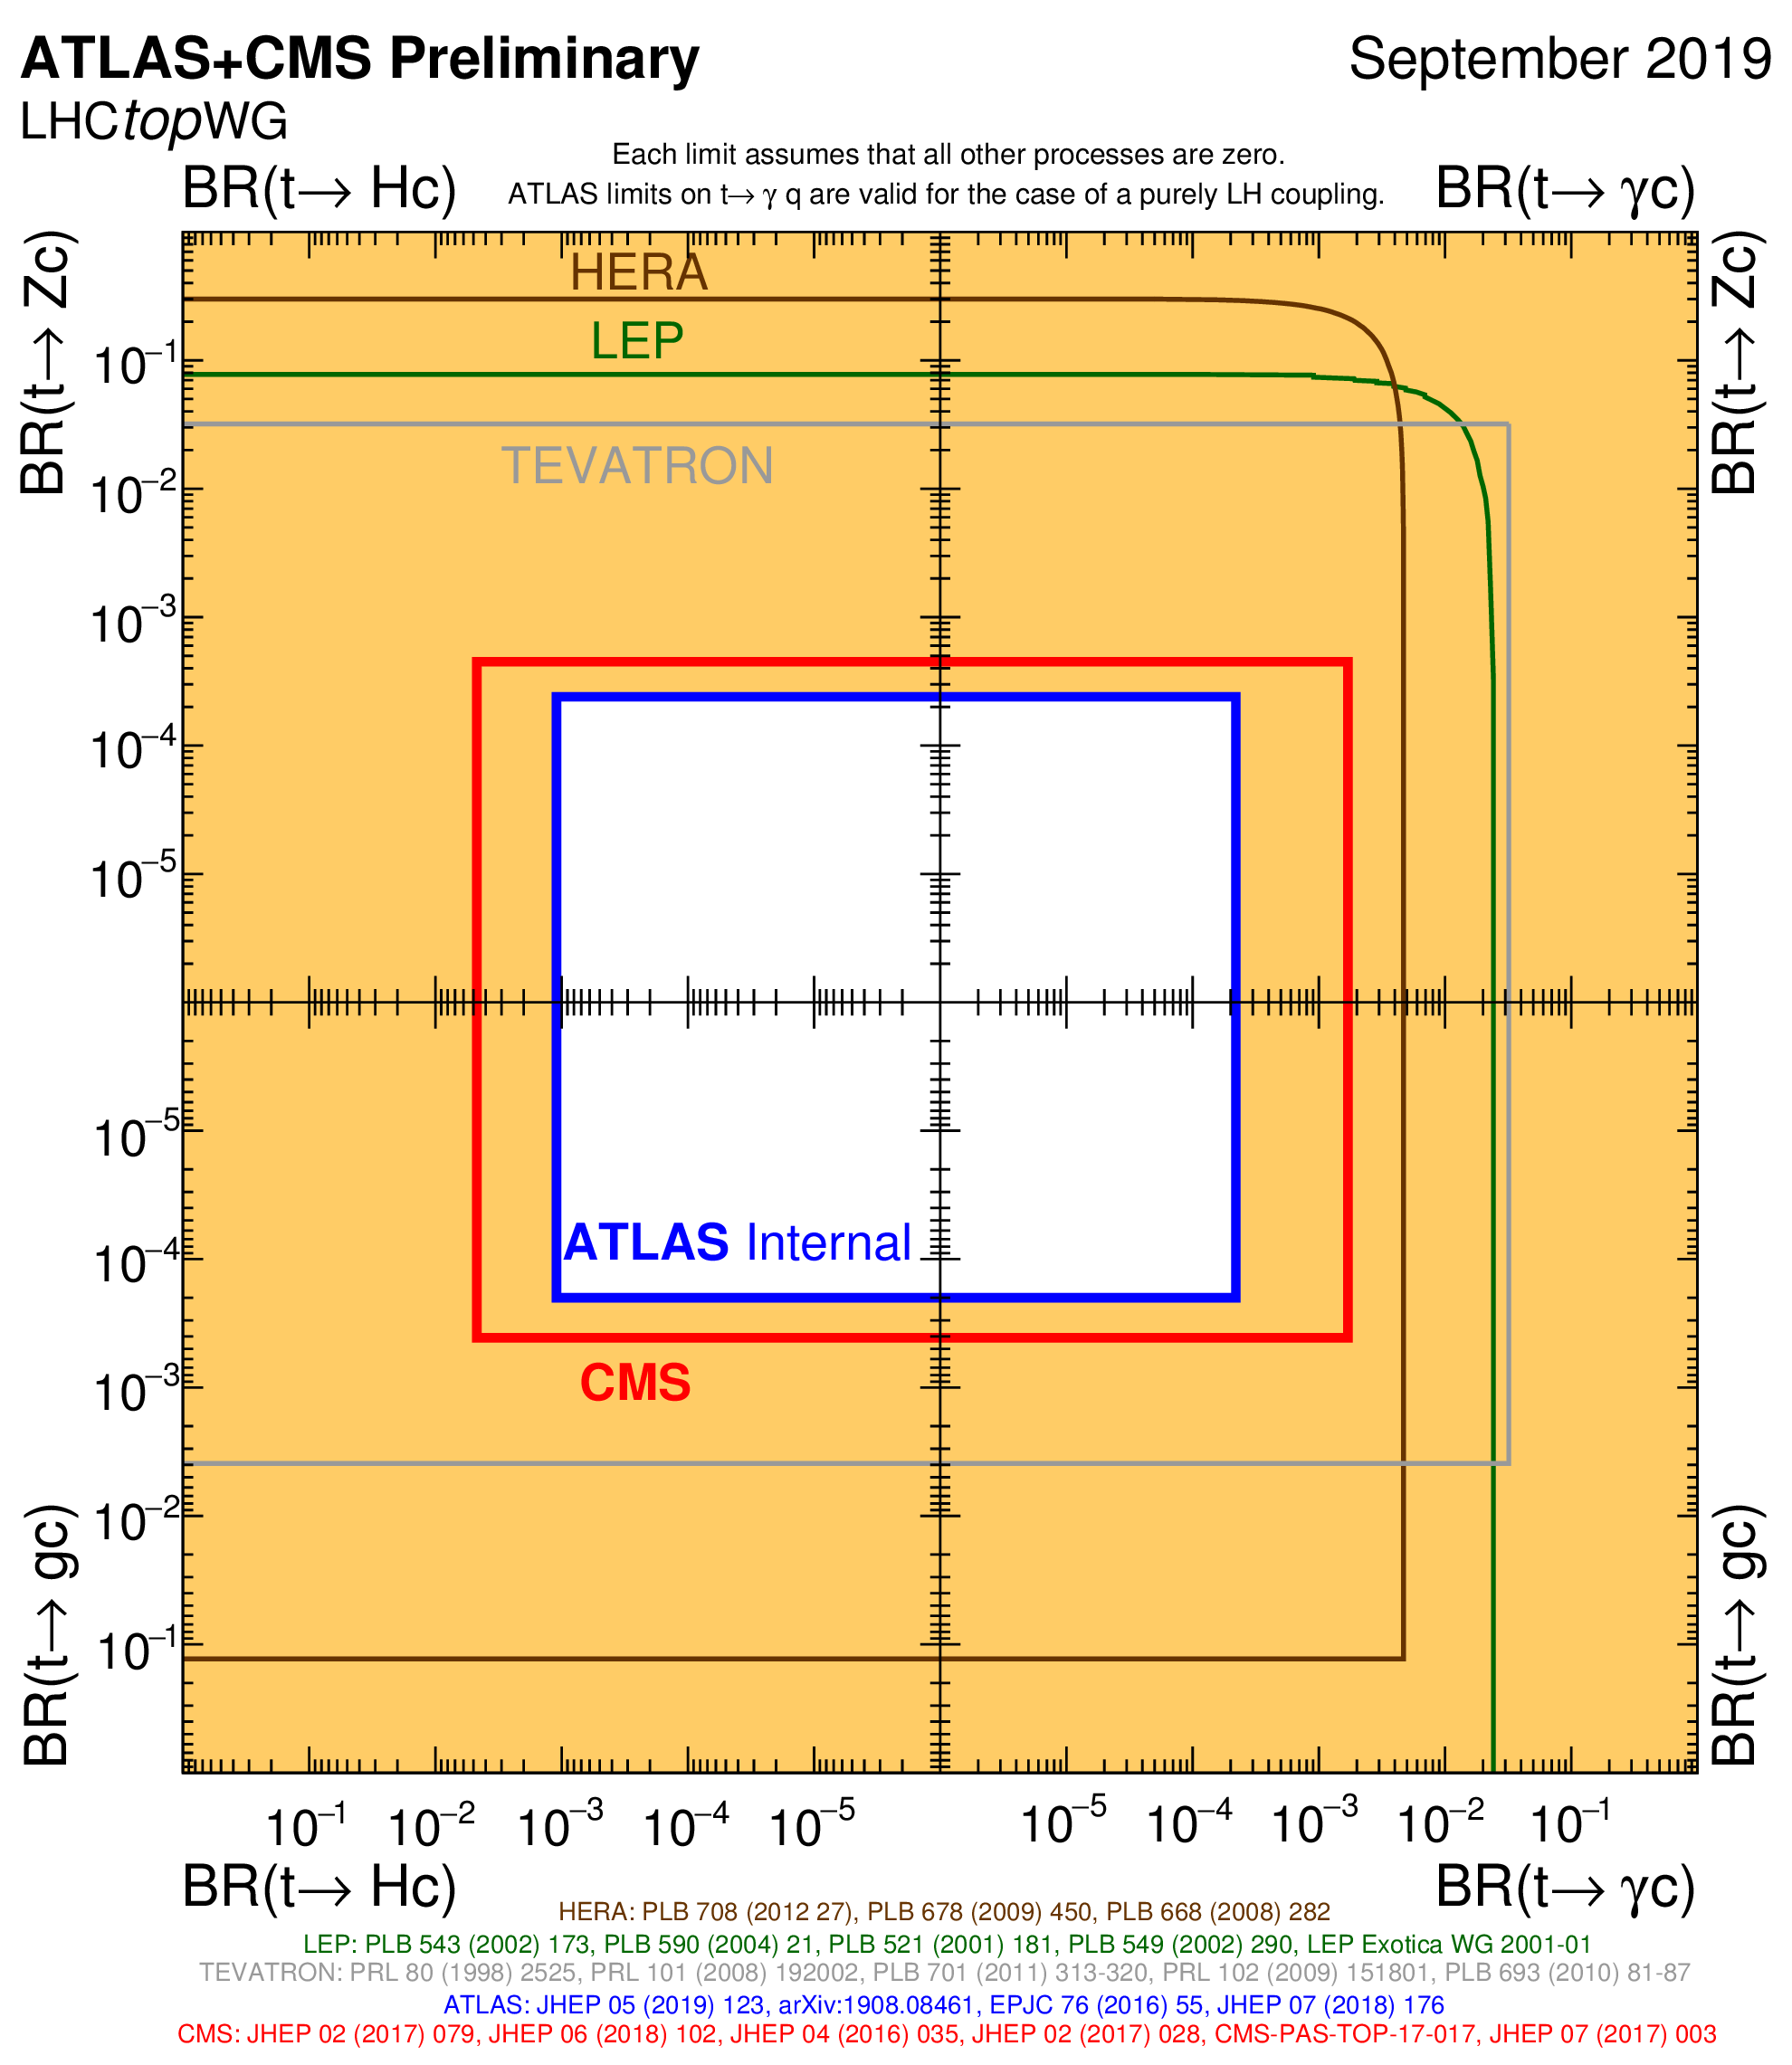 ATLAS+CMS Preliminary
September 2019
LHCtopWG
Each limit assumes that all other processes are zero.
ATLAS limits on t→ γ q are valid for the case of a purely LH coupling.
BR(t→ Hc)
BR(t→ γc)
BR(t→ Zc)
BR(t→ Zc)
HERA
LEP
TEVATRON
10⁻¹
10⁻²
10⁻³
10⁻⁴
10⁻⁵
10⁻⁵
10⁻⁴
10⁻³
10⁻²
10⁻¹
ATLAS Internal
CMS
BR(t→ gc)
BR(t→ gc)
10⁻¹ 10⁻² 10⁻³ 10⁻⁴ 10⁻⁵ 10⁻⁵ 10⁻⁴ 10⁻³ 10⁻² 10⁻¹
BR(t→ Hc)
BR(t→ γc)
HERA: PLB 708 (2012 27), PLB 678 (2009) 450, PLB 668 (2008) 282
LEP: PLB 543 (2002) 173, PLB 590 (2004) 21, PLB 521 (2001) 181, PLB 549 (2002) 290, LEP Exotica WG 2001-01
TEVATRON: PRL 80 (1998) 2525, PRL 101 (2008) 192002, PLB 701 (2011) 313-320, PRL 102 (2009) 151801, PLB 693 (2010) 81-87
ATLAS: JHEP 05 (2019) 123, arXiv:1908.08461, EPJC 76 (2016) 55, JHEP 07 (2018) 176
CMS: JHEP 02 (2017) 079, JHEP 06 (2018) 102, JHEP 04 (2016) 035, JHEP 02 (2017) 028, CMS-PAS-TOP-17-017, JHEP 07 (2017) 003